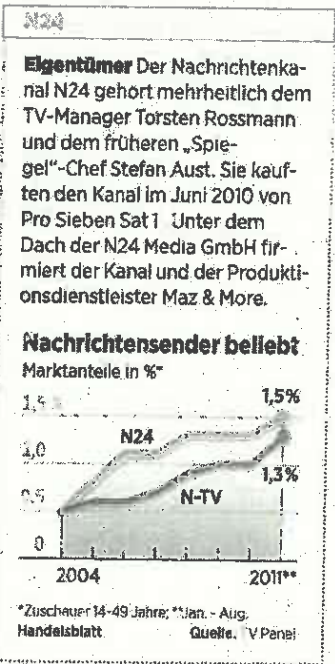 N24
Eigentümer Der Nachrichtenka-
nal N24 gehört mehrheitlich dem
TV-Manager Torsten Rossmann
und dem früheren „Spie-
gel“-Chef Stefan Aust. Sie kauf-
ten den Kanal im Juni 2010 von
Pro Sieben Sat 1 Unter dem
Dach der N24 Media GmbH fir-
miert der Kanal und der Produkti-
onsdienstleister Maz & More.
Nachrichtensender beliebt
Marktanteile in %*
1,5 %
1,5%
N24
1,0
1,3%
0,5
N-TV
0
2004
2011**
*Zuschauer 14-49 Jahre; **Jan. - Aug.
Handelsblatt
Quelle. TV Panel